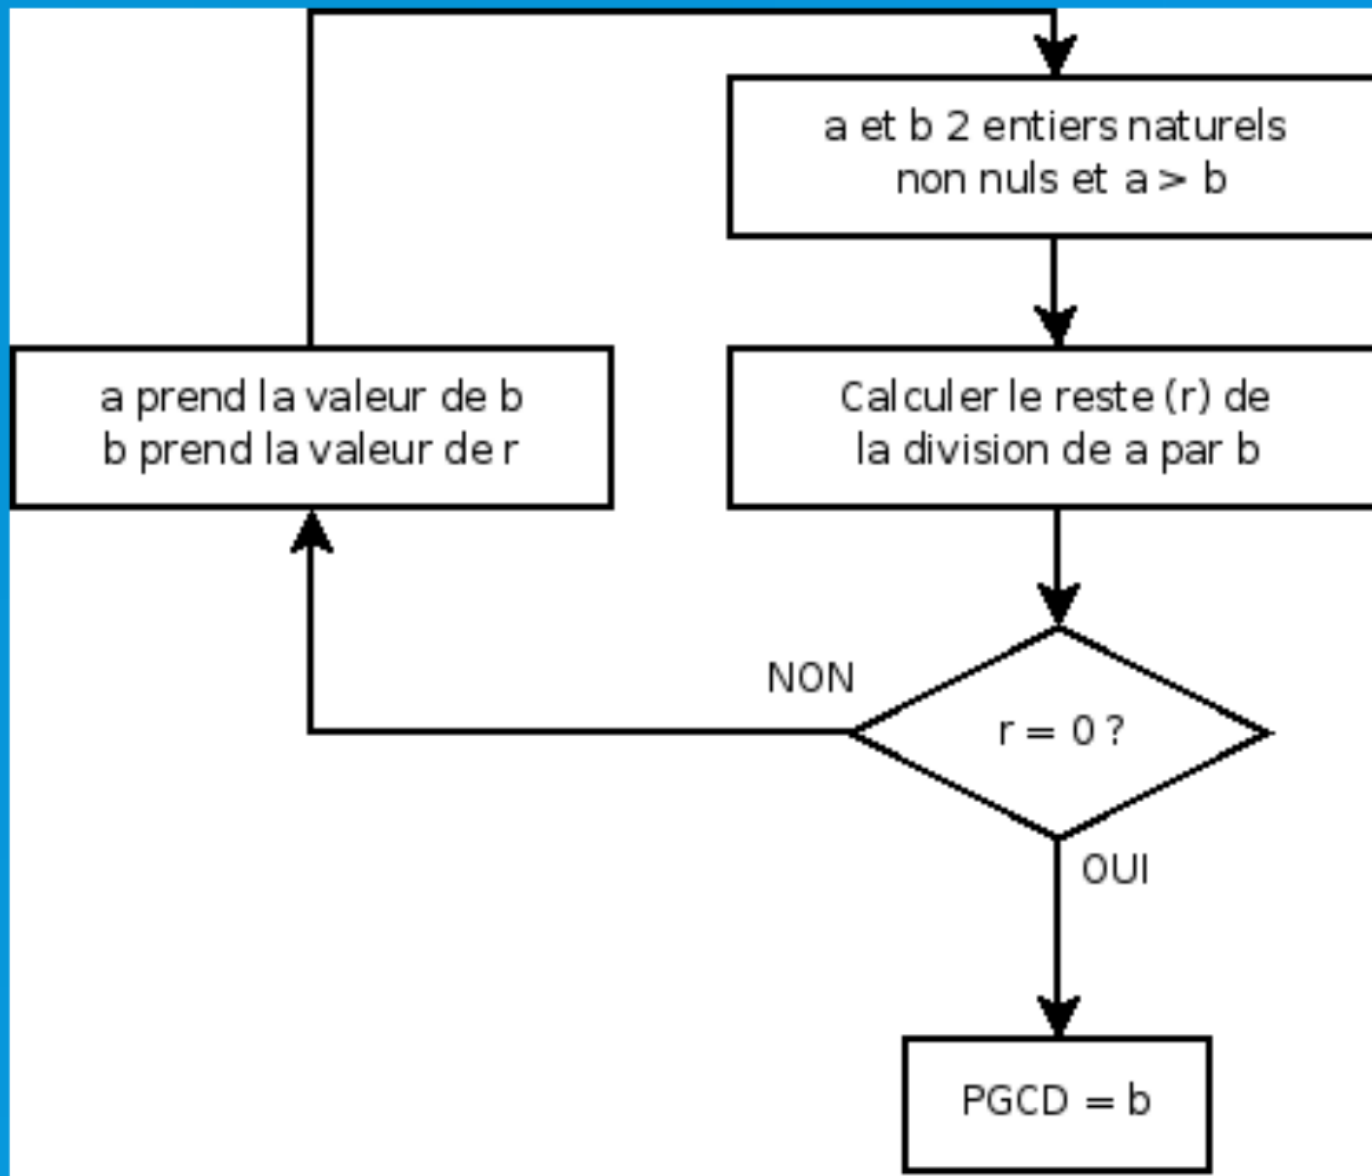 a et b 2 entiers naturels
non nuls et a > b
a prend la valeur de b
b prend la valeur de r
Calculer le reste (r) de
la division de a par b
NON
r = 0 ?
OUI
PGCD = b